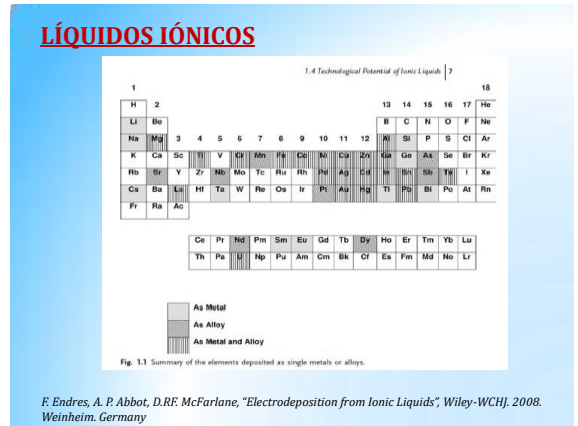 LÍQUIDOS IÓNICOS
1.4 Technological Potential of Ionic Liquids | 7
1 18
H 2 13 14 15 16 17 He
Li Be B C N O F Ne
Na Mg 3 4 5 6 7 8 9 10 11 12 Al Si P S Cl Ar
K Ca Sc Ti V Cr Mn Fe Co Ni Cu Zn Ga Ge As Se Br Kr
Rb Sr Y Zr Nb Mo Tc Ru Rh Pd Ag Cd In Sn Sb Te I Xe
Cs Ba La Hf Ta W Re Os Ir Pt Au Hg Tl Pb Bi Po At Rn
Fr Ra Ac
Ce Pr Nd Pm Sm Eu Gd Tb Dy Ho Er Tm Yb Lu
Th Pa U Np Pu Am Cm Bk Cf Es Fm Md No Lr
As Metal
As Alloy
As Metal and Alloy
Fig. 1.1 Summary of the elements deposited as single metals or alloys.
F. Endres, A. P. Abbot, D.RF. McFarlane, “Electrodeposition from Ionic Liquids”, Wiley-WCHJ. 2008.
Weinheim. Germany